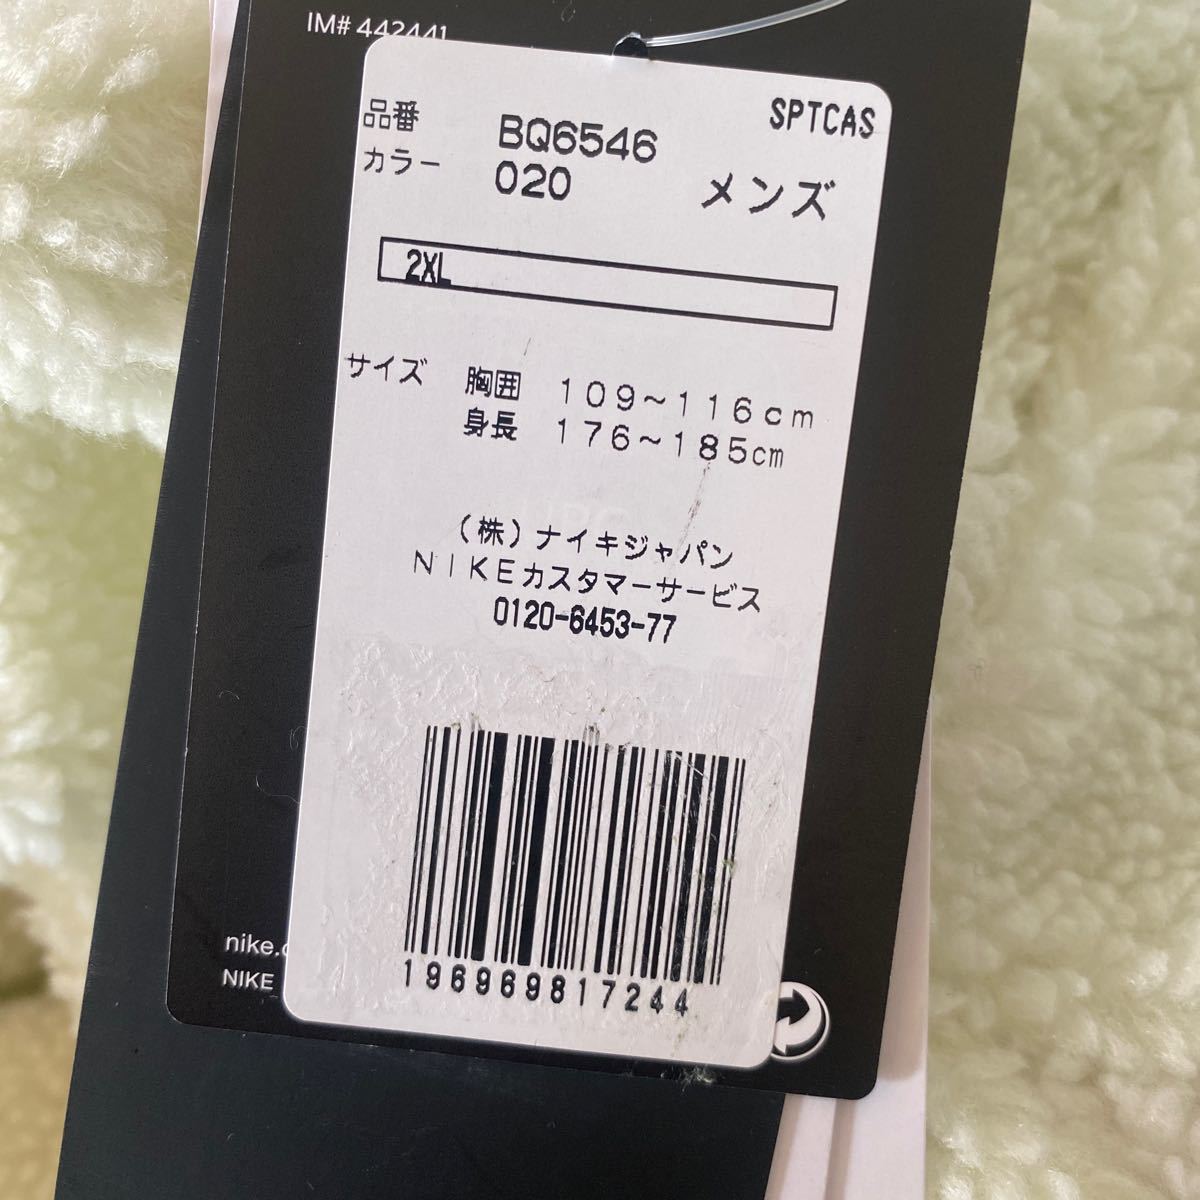 IM# 442441
SPTCAS
品番 BQ6546
カラー 020 メンズ
2XL
サイズ 胸囲 109~116cm
身長 176~185cm
(株)ナイキジャパン
NIKEカスタマーサービス
0120-6453-77
196969817244
nike.c
NIKE